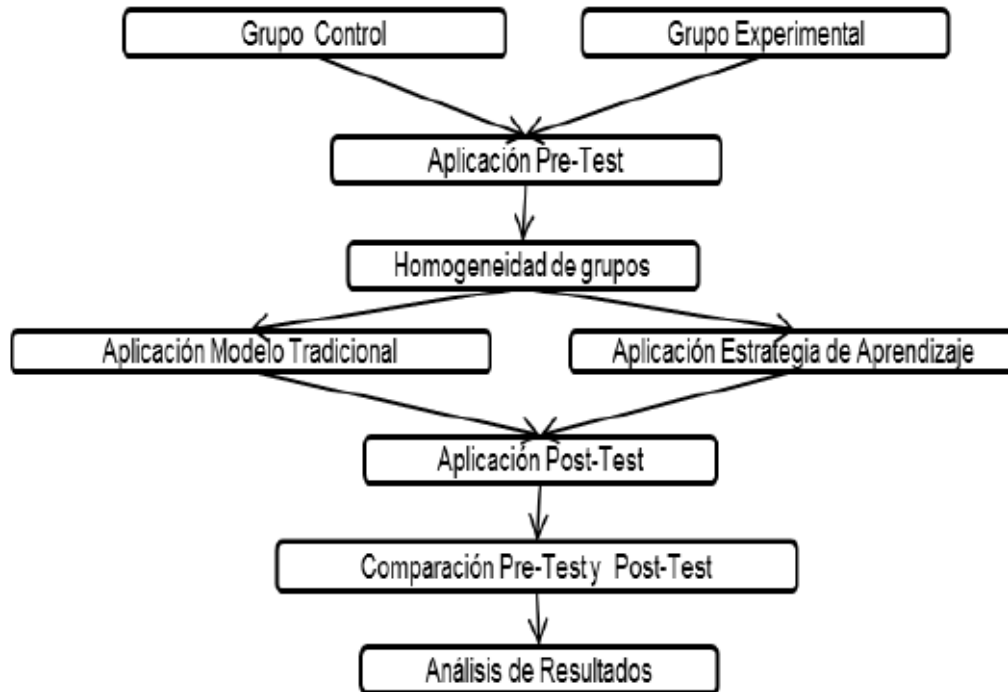 Grupo Control
Grupo Experimental
Aplicación Pre-Test
Homogeneidad de grupos
Aplicación Modelo Tradicional
Aplicación Estrategia de Aprendizaje
Aplicación Post-Test
Comparación Pre-Test y Post-Test
Análisis de Resultados